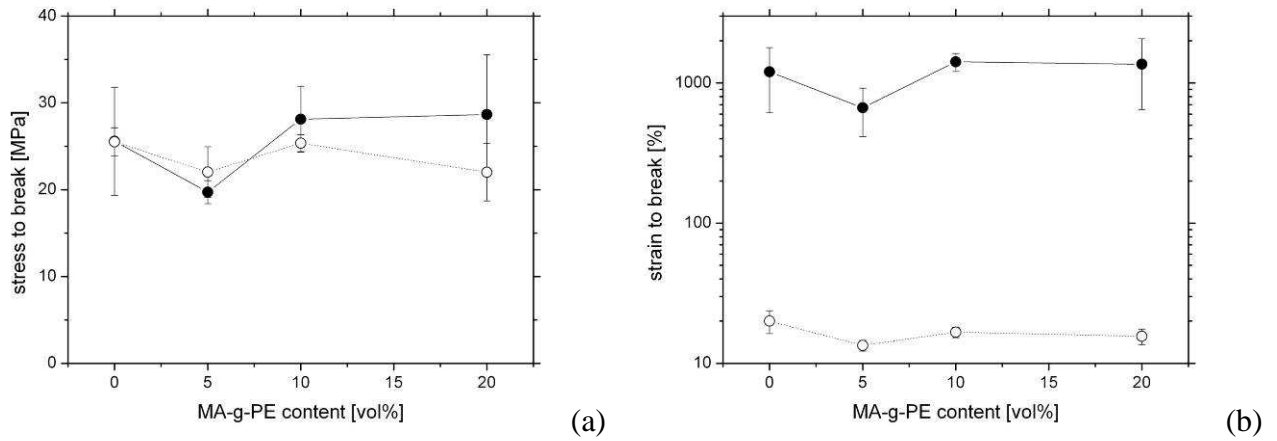 40
30
20
10
0
stress to break [MPa]
0 5 10 15 20
MA-g-PE content [vol%]
(a)
1000
100
10
strain to break [%]
0 5 10 15 20
MA-g-PE content [vol%]
(b)